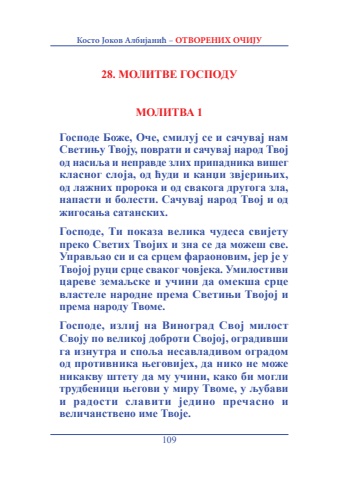 Косто Јоков Албијанић – ОТВОРЕНИХ ОЧИЈУ
28. МОЛИТВЕ ГОСПОДУ
МОЛИТВА 1
Господе Боже, Оче, смилуј се и сачувај нам
Светињу Твоју, поврати и сачувај народ Твој
од насиља и неправде злих припадника вишег
класног слоја, од ћуди и канџи звјерињих,
од лажних пророка и од свакога другога зла,
напасти и болести. Сачувај народ Твој и од
жигосања сатанских.
Господе, Ти показа велика чудеса свијету
преко Светих Твојих и зна се да можеш све.
Управљао си и са срцем фараоновим, јер је у
Твојој руци срце сваког човјека. Умилостиви
цареве земаљске и учини да омекша срце
властеле народне према Светињи Твојој и
према народу Твоме.
Господе, излиј на Виноград Свој милост
Своју по великој доброти Својој, оградивши
га изнутра и споља несавладивом оградом
од противника његовијех, да нико не може
никакву штету да му учини, како би могли
трудбеници његови у миру Твоме, у љубави
и радости славити једино пречасно и
величанствено име Твоје.
109